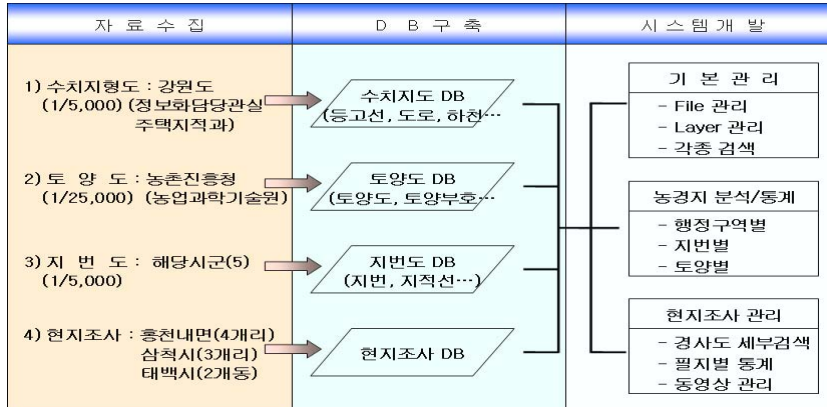 자 료 수 집
D B 구 축
시 스 템 개 발
1) 수치지형도 : 강원도
(1/5,000) (정보화담당관실
주택지적과)
2) 토 양 도 : 농촌진흥청
(1/25,000) (농업과학기술원)
3) 지 번 도 : 해당시군(5)
(1/5,000)
4) 현지조사 : 홍천내면(4개리)
삼척시(3개리)
태백시(2개동)
수치지도 DB
(등고선, 도로, 하천…
토양도 DB
(토양도, 토양부호…
지번도 DB
(지번, 지적선…)
현지조사 DB
기 본 관 리
- File 관리
- Layer 관리
- 각종 검색
농경지 분석/통계
- 행정구역별
- 지번별
- 토양별
현지조사 관리
- 경사도 세부검색
- 필지별 통계
- 동영상 관리